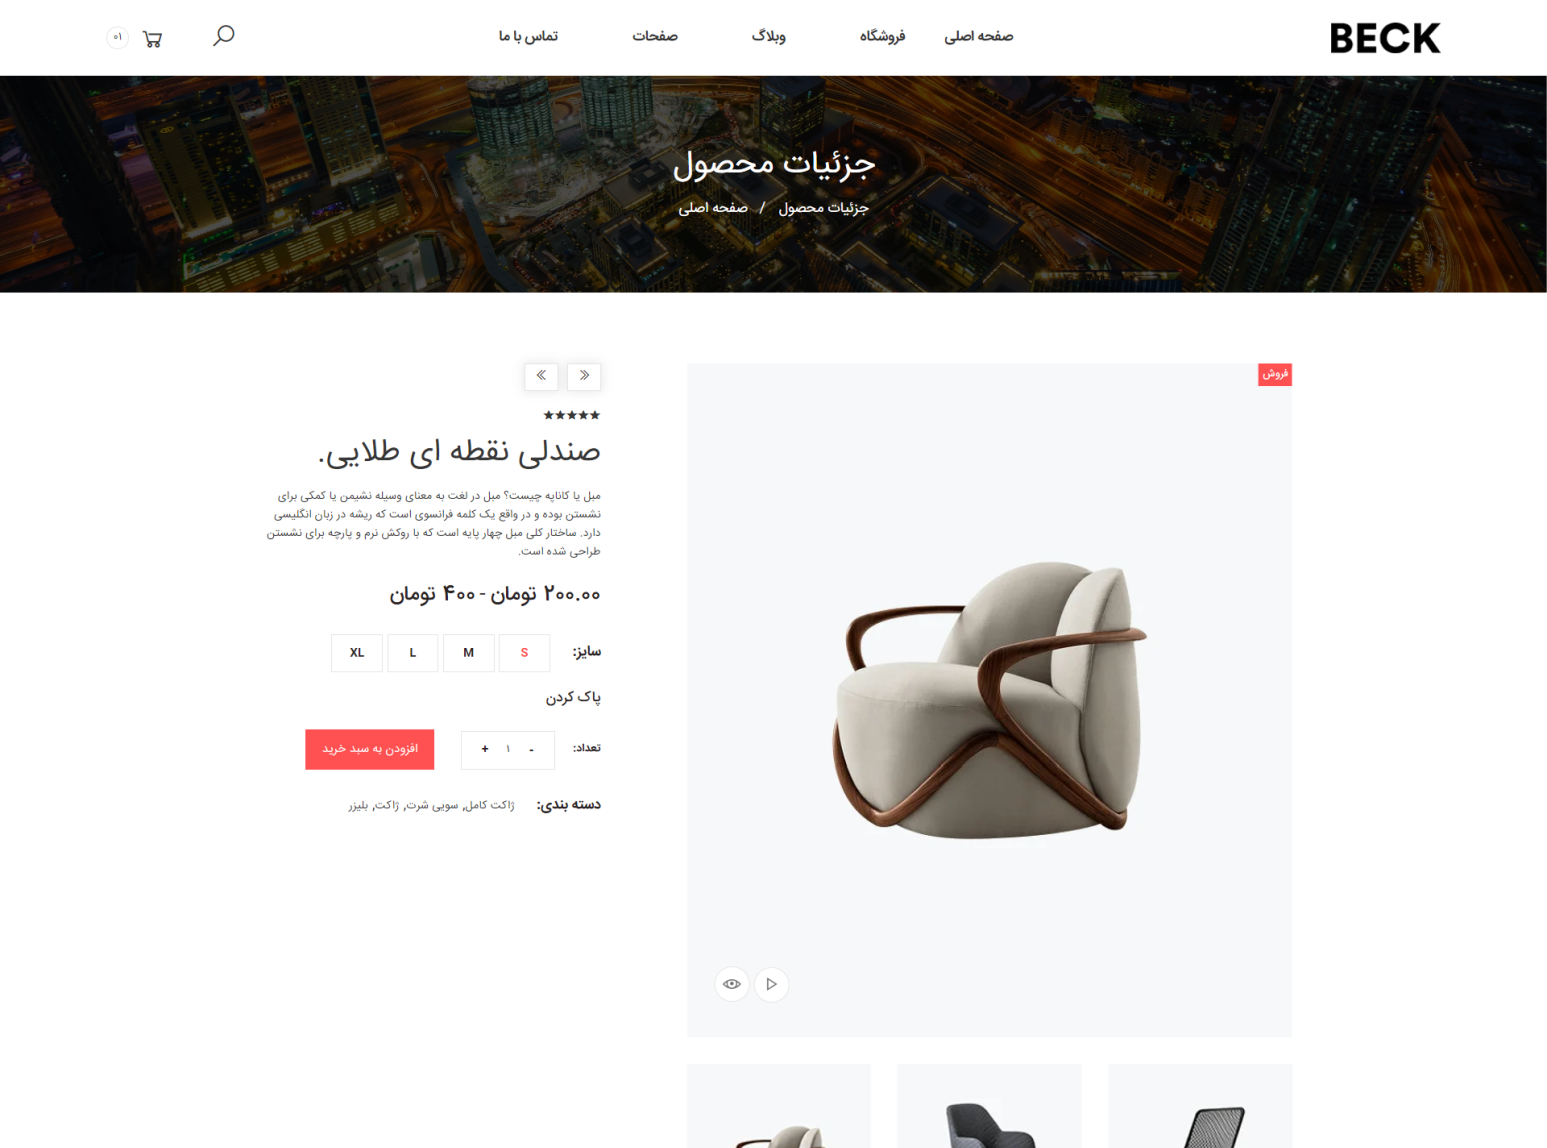 BECK
صفحه اصلی
فروشگاه
وبلاگ
صفحات
تماس با ما
۰۱
جزئیات محصول
جزئیات محصول / صفحه اصلی
فروش
صندلی نقطه ای طلایی.
مبل یا کاناپه چیست؟ مبل در لغت به معنای وسیله نشیمن یا کمکی برای
نشستن بوده و در واقع یک کلمه فرانسوی است که ریشه در زبان انگلیسی
دارد. ساختار کلی مبل چهار پایه است که با روکش نرم و پارچه برای نشستن
طراحی شده است.
۲۰۰.۰۰ تومان - ۴۰۰ تومان
سایز: S M L XL
پاک کردن
تعداد: - ۱ + افزودن به سبد خرید
دسته بندی: ژاکت کامل, سویی شرت, ژاکت, بلیزر